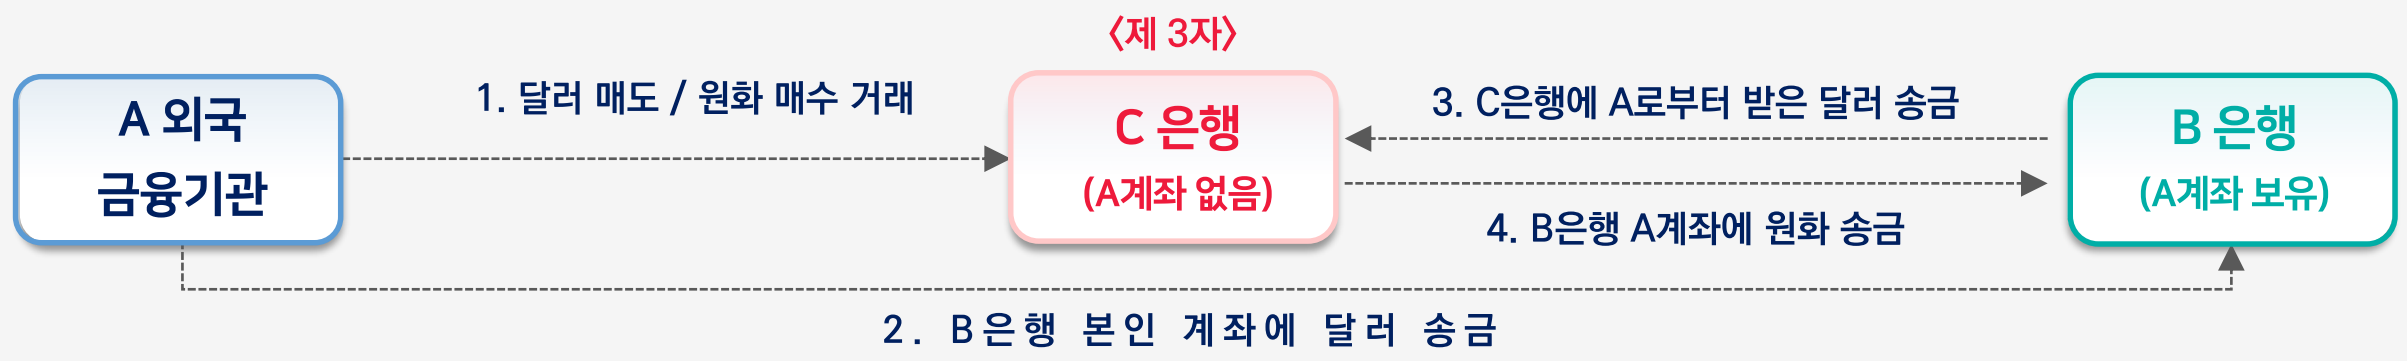 〈제 3자〉
A 외국
금융기관
1. 달러 매도 / 원화 매수 거래
C 은행
(A계좌 없음)
3. C은행에 A로부터 받은 달러 송금
4. B은행 A계좌에 원화 송금
B 은행
(A계좌 보유)
2. B은행 본인 계좌에 달러 송금